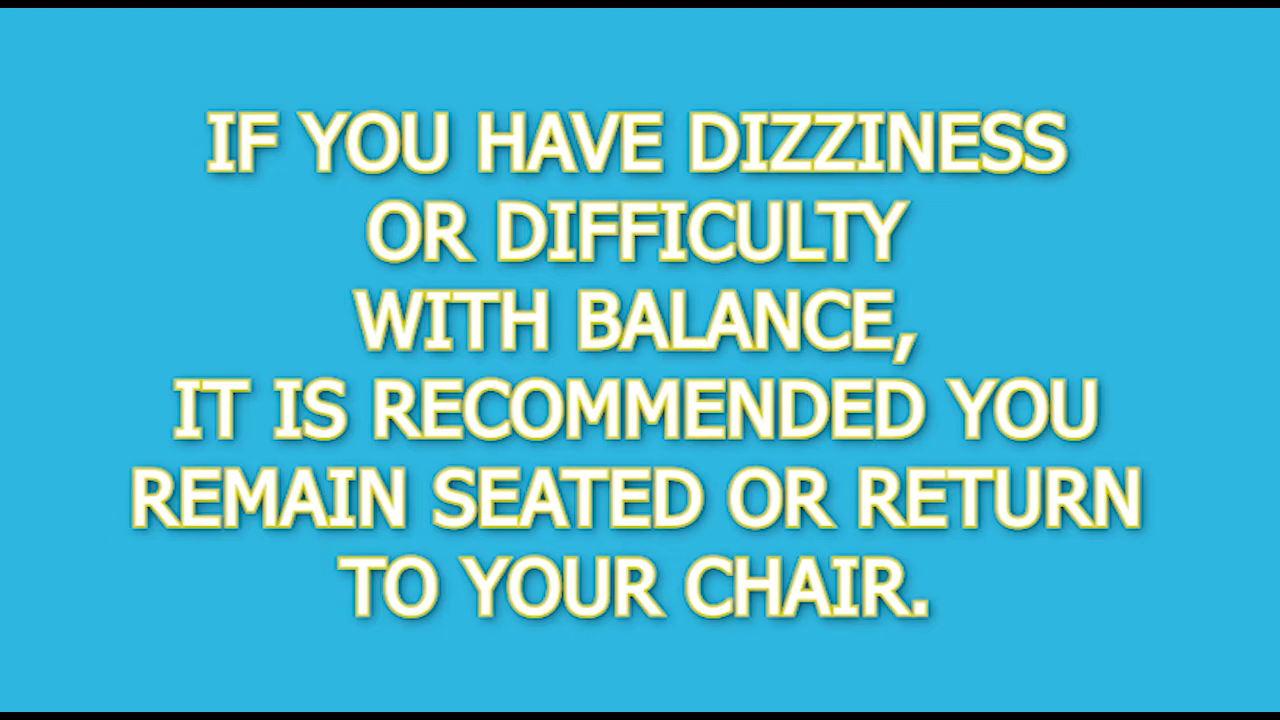 IF YOU HAVE DIZZINESS
OR DIFFICULTY
WITH BALANCE,
IT IS RECOMMENDED YOU
REMAIN SEATED OR RETURN
TO YOUR CHAIR.